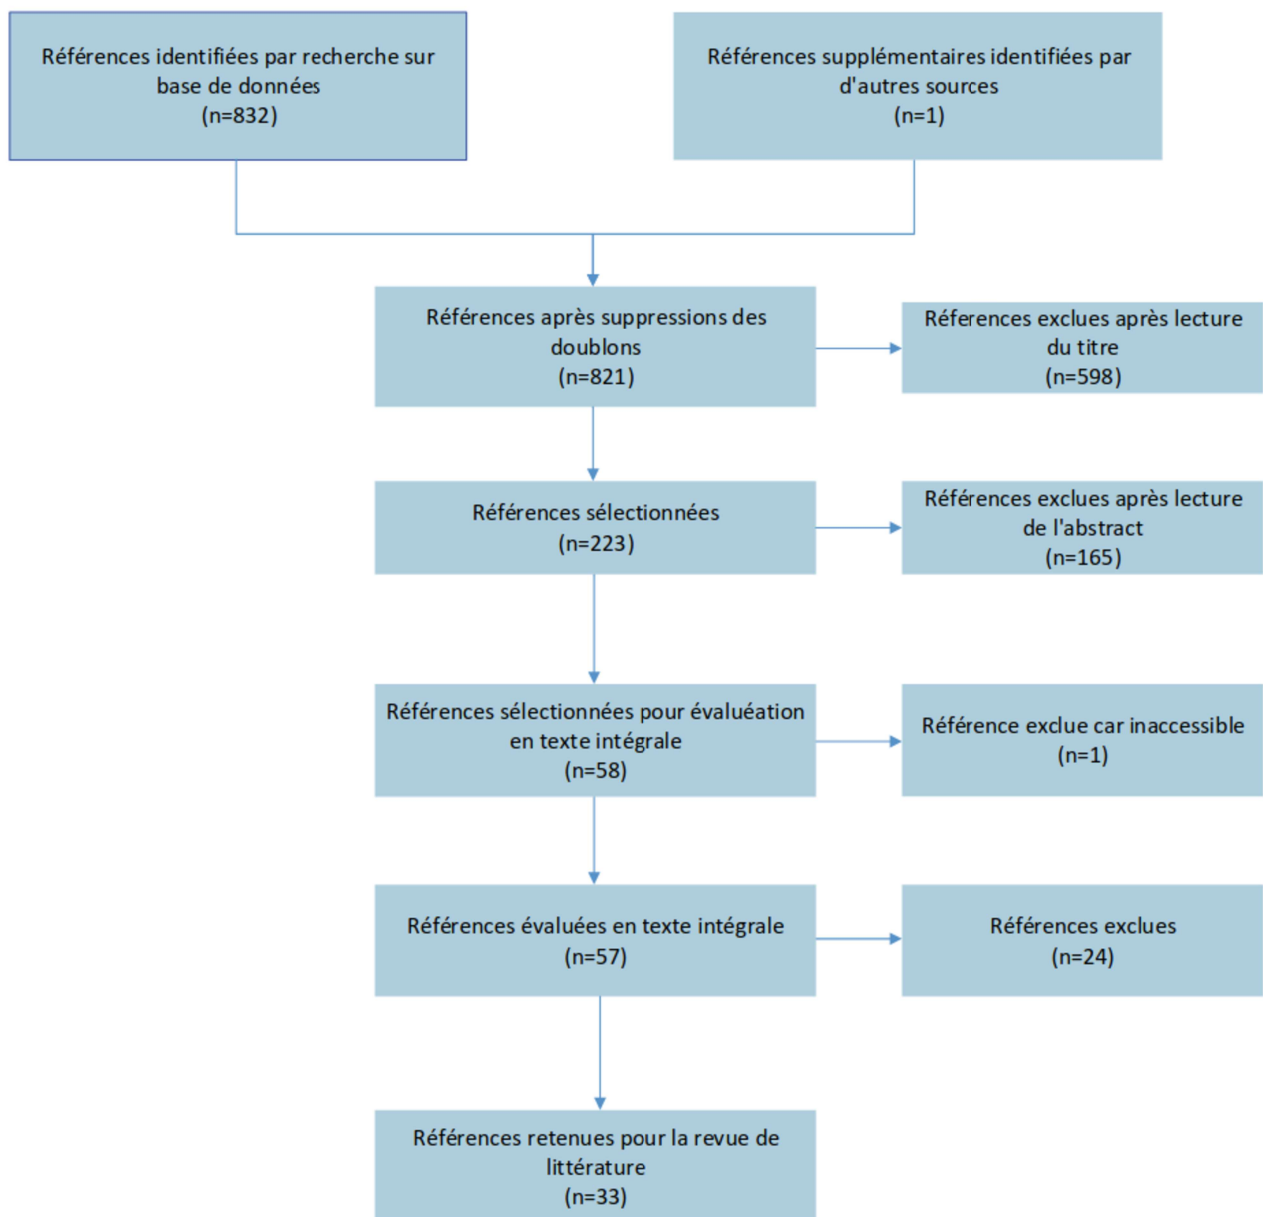 Références identifiées par recherche sur
base de données
(n=832)
Références supplémentaires identifiées par
d'autres sources
(n=1)
Références après suppressions des
doublons
(n=821)
Réferences exclues après lecture
du titre
(n=598)
Références sélectionnées
(n=223)
Références exclues après lecture
de l'abstract
(n=165)
Références sélectionnées pour évaluéation
en texte intégrale
(n=58)
Référence exclue car inaccessible
(n=1)
Références évaluées en texte intégrale
(n=57)
Références exclues
(n=24)
Références retenues pour la revue de
littérature
(n=33)